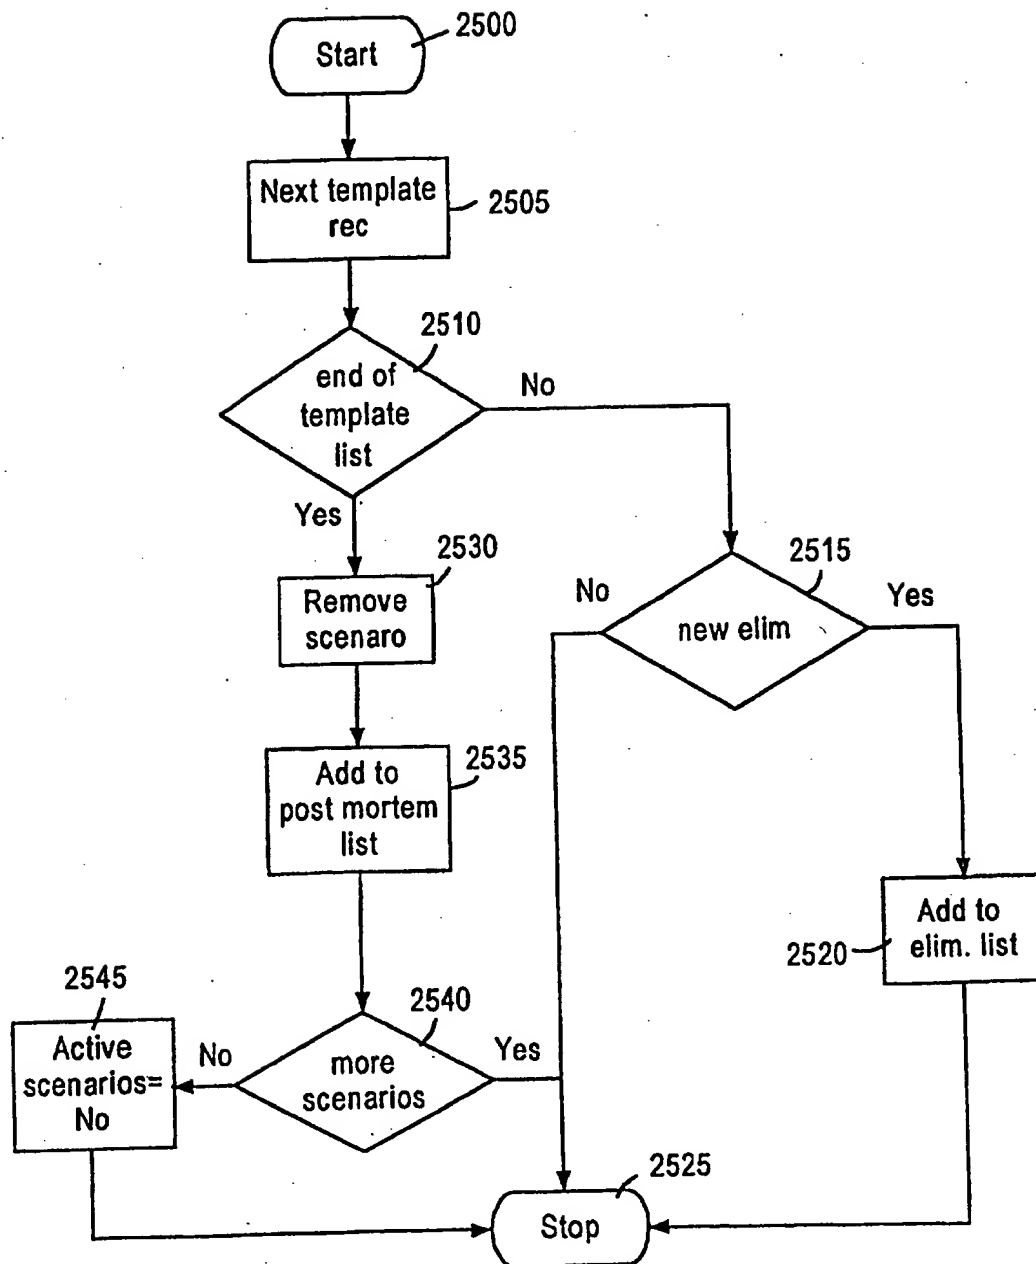 2500
Start
Next template
rec
2505
2510
end of
template
list
No
Yes
2530
Remove
scenaro
2515
No
new elim
Yes
2535
Add to
post mortem
list
2520
Add to
elim. list
2545
Active
scenarios=
No
2540
No
more
scenarios
Yes
2525
Stop